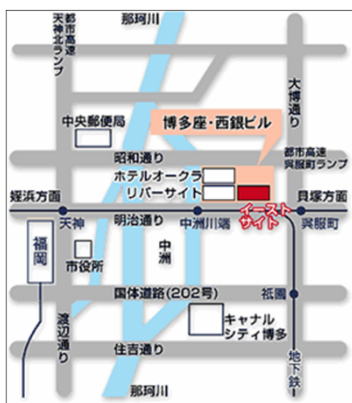 那珂川
都市高速
天神北ランプ
大博通り
中央郵便局
博多座・西銀ビル
昭和通り
都市高速
呉服町ランプ
ホテルオークラ
リバーサイト
姪浜方面
貝塚方面
イースト
サイト
天神
明治通り
中洲川端
呉服町
福岡
市役所
中洲
国体道路(202号)
祇園
渡辺通り
キャナル
シティ博多
住吉通り
地下鉄
那珂川